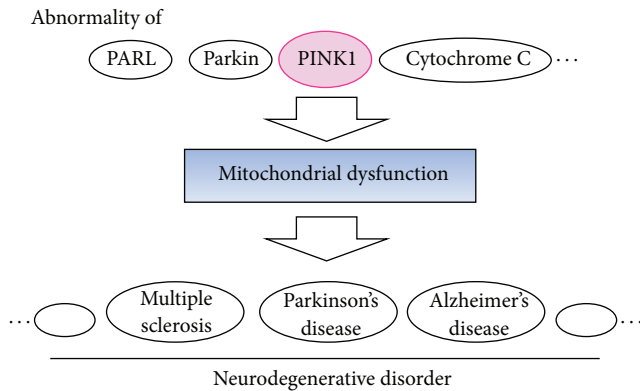 Abnormality of
PARL Parkin PINK1 Cytochrome C ...
Mitochondrial dysfunction
... Multiple sclerosis Parkinson's disease Alzheimer's disease ...
Neurodegenerative disorder